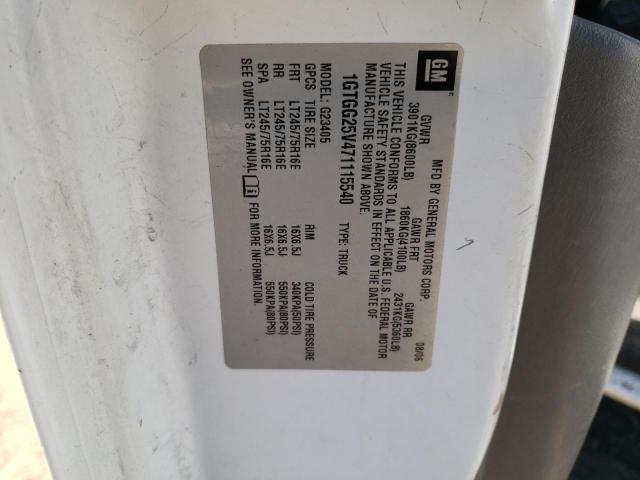 GM
MFD BY GENERAL MOTORS CORP. 08/06
GVWR GAWR FRT GAWR RR
3901KG(8600LB) 1860KG(4100LB) 2431KG(5360LB)
THIS VEHICLE CONFORMS TO ALL APPLICABLE U.S. FEDERAL MOTOR
VEHICLE SAFETY STANDARDS IN EFFECT ON THE DATE OF
MANUFACTURE SHOWN ABOVE.
1GTGG25V471115540 TYPE: TRUCK
G23405
GPCS TIRE SIZE RIM COLD TIRE PRESSURE
FRT LT245/75R16E 16X6.5J 340KPA(50PSI)
RR LT245/75R16E 16X6.5J 550KPA(80PSI)
SPA LT245/75R16E 16X6.5J 550KPA(80PSI)
SEE OWNER'S MANUAL FOR MORE INFORMATION.